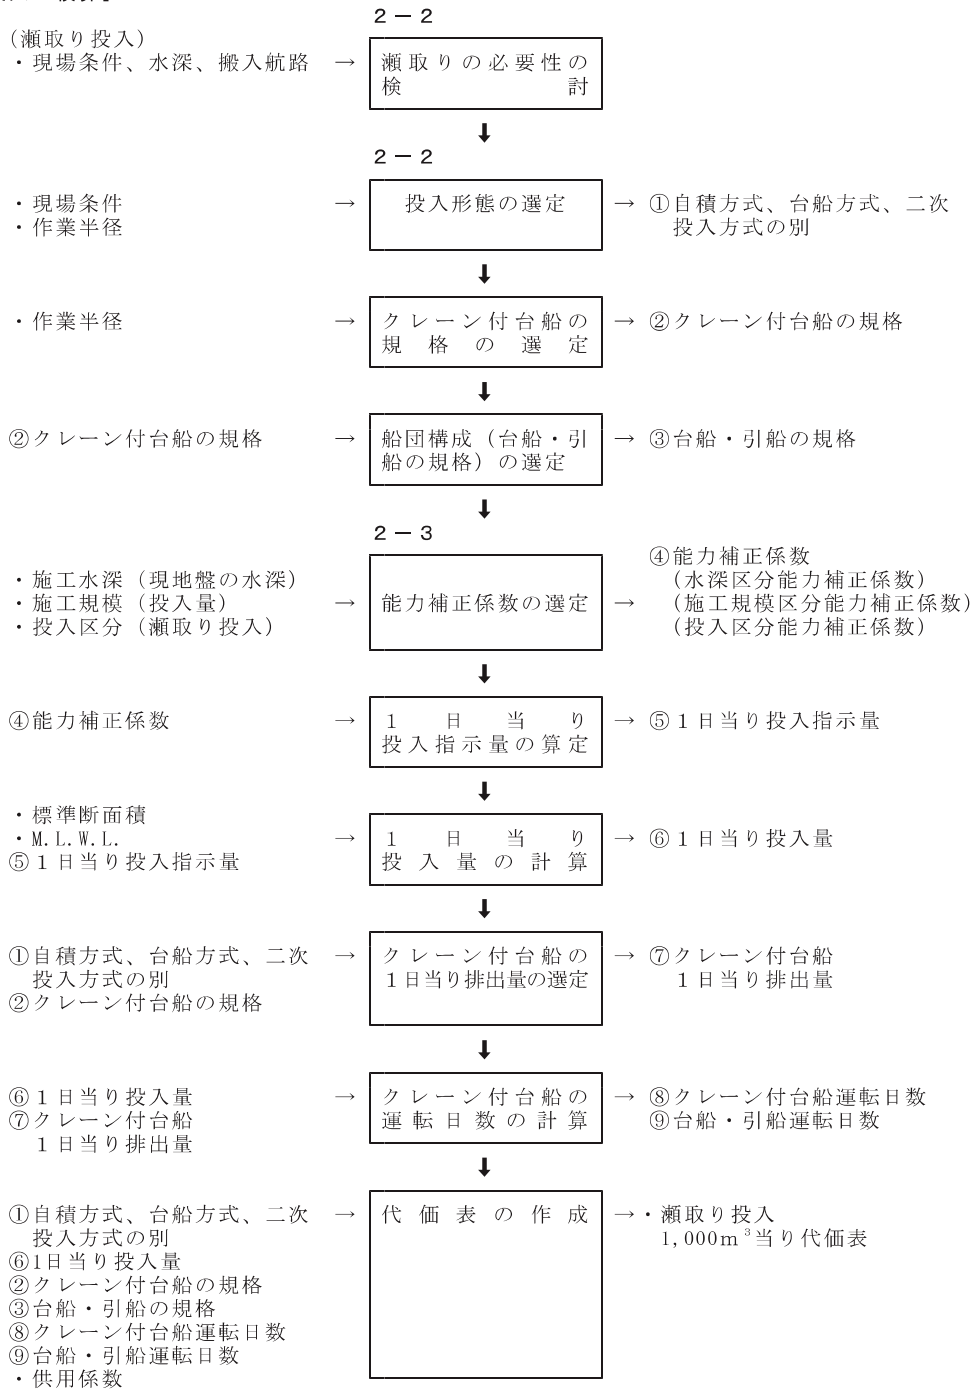 2－2
(瀬取り投入)
・現場条件、水深、搬入航路 → 瀬取りの必要性の
検討
⬇
2－2
・現場条件 → 投入形態の選定 → ①自積方式、台船方式、二次
・作業半径 投入方式の別
⬇
・作業半径 → クレーン付台船の → ②クレーン付台船の規格
規格の選定
⬇
②クレーン付台船の規格 → 船団構成（台船・引 → ③台船・引船の規格
船の規格）の選定
⬇
2－3
④能力補正係数
・施工水深（現地盤の水深） （水深区分能力補正係数）
・施工規模（投入量） → 能力補正係数の選定 → （施工規模区分能力補正係数）
・投入区分（瀬取り投入） （投入区分能力補正係数）
⬇
④能力補正係数 → １日当り → ⑤１日当り投入指示量
投入指示量の算定
⬇
・標準断面積
・M.L.W.L. → １日当り → ⑥１日当り投入量
⑤１日当り投入指示量 投入量の計算
⬇
①自積方式、台船方式、二次 → クレーン付台船の → ⑦クレーン付台船
投入方式の別 １日当り排出量の選定 １日当り排出量
②クレーン付台船の規格
⬇
⑥１日当り投入量 → クレーン付台船の → ⑧クレーン付台船運転日数
⑦クレーン付台船 運転日数の計算 ⑨台船・引船運転日数
１日当り排出量
⬇
①自積方式、台船方式、二次 → 代価表の作成 →・瀬取り投入
投入方式の別 1,000m³当り代価表
⑥1日当り投入量
②クレーン付台船の規格
③台船・引船の規格
⑧クレーン付台船運転日数
⑨台船・引船運転日数
・供用係数